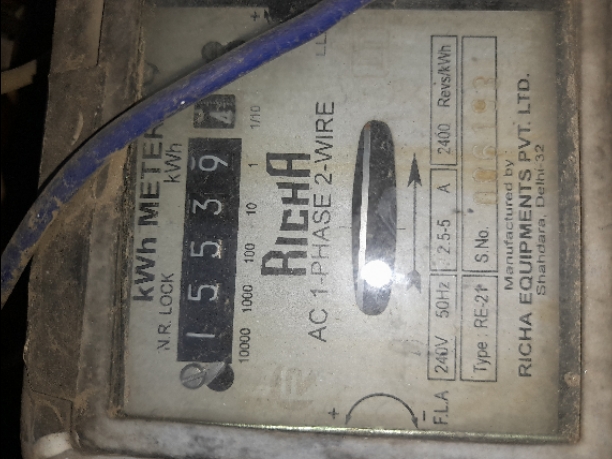 kWh METER
N.R. LOCK kWh
1 5 5 3 9 4
10000 1000 100 10 1 1/10
RICHA
AC 1-PHASE 2-WIRE
F.L.A 240V 50Hz 2.5-5 A 2400 Revs/kWh
Type : RE-21 S.No.
Manufactured by
RICHA EQUIPMENTS PVT. LTD.
Shahdara, Delhi-32